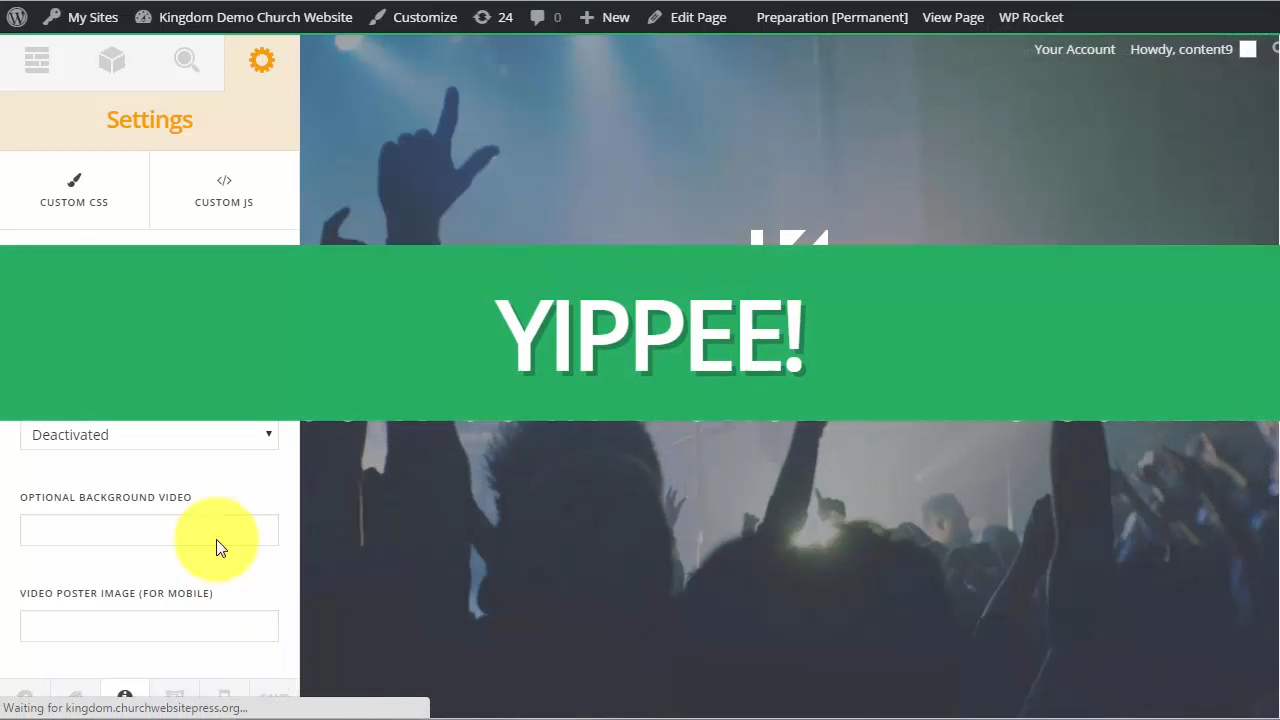 My Sites Kingdom Demo Church Website Customize 24 0 New Edit Page Preparation [Permanent] View Page WP Rocket
Your Account Howdy, content9
Settings
CUSTOM CSS CUSTOM JS
YIPPEE!
Deactivated
OPTIONAL BACKGROUND VIDEO
VIDEO POSTER IMAGE (FOR MOBILE)
Waiting for kingdom.churchwebsitepress.org...